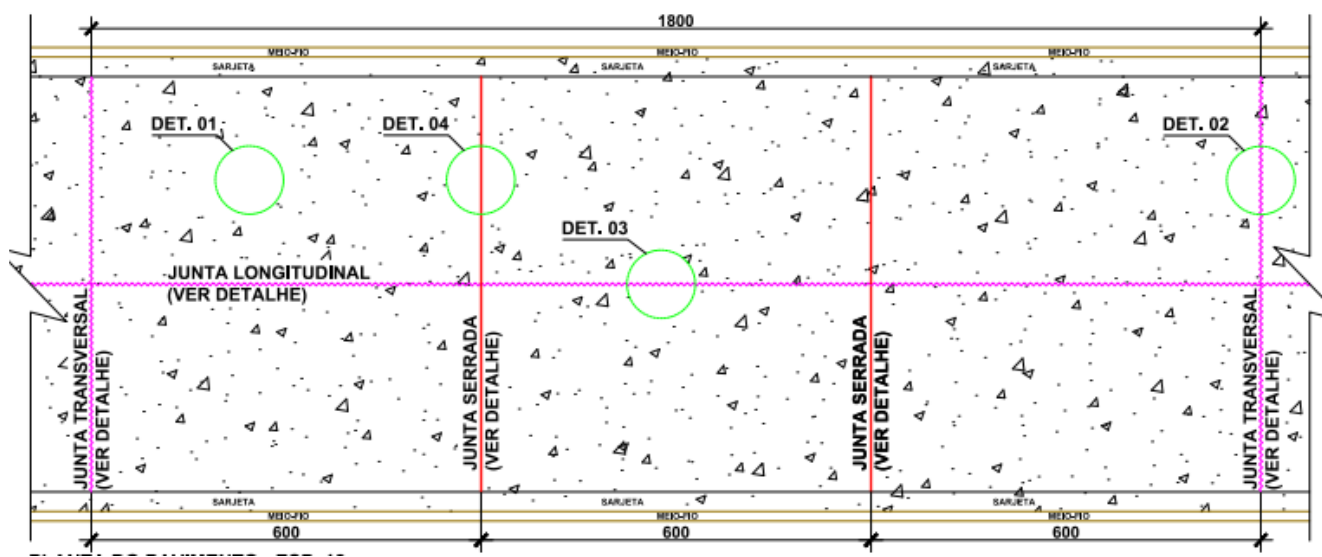 1800
MEIO-FIO
MEIO-FIO
MEIO-FIO
SARJETA
SARJETA
SARJETA
DET. 01
DET. 04
DET. 02
DET. 03
JUNTA LONGITUDINAL
(VER DETALHE)
JUNTA TRANSVERSAL
(VER DETALHE)
JUNTA SERRADA
(VER DETALHE)
JUNTA SERRADA
(VER DETALHE)
JUNTA TRANSVERSAL
(VER DETALHE)
SARJETA
SARJETA
SARJETA
MEIO-FIO
MEIO-FIO
MEIO-FIO
600
600
600